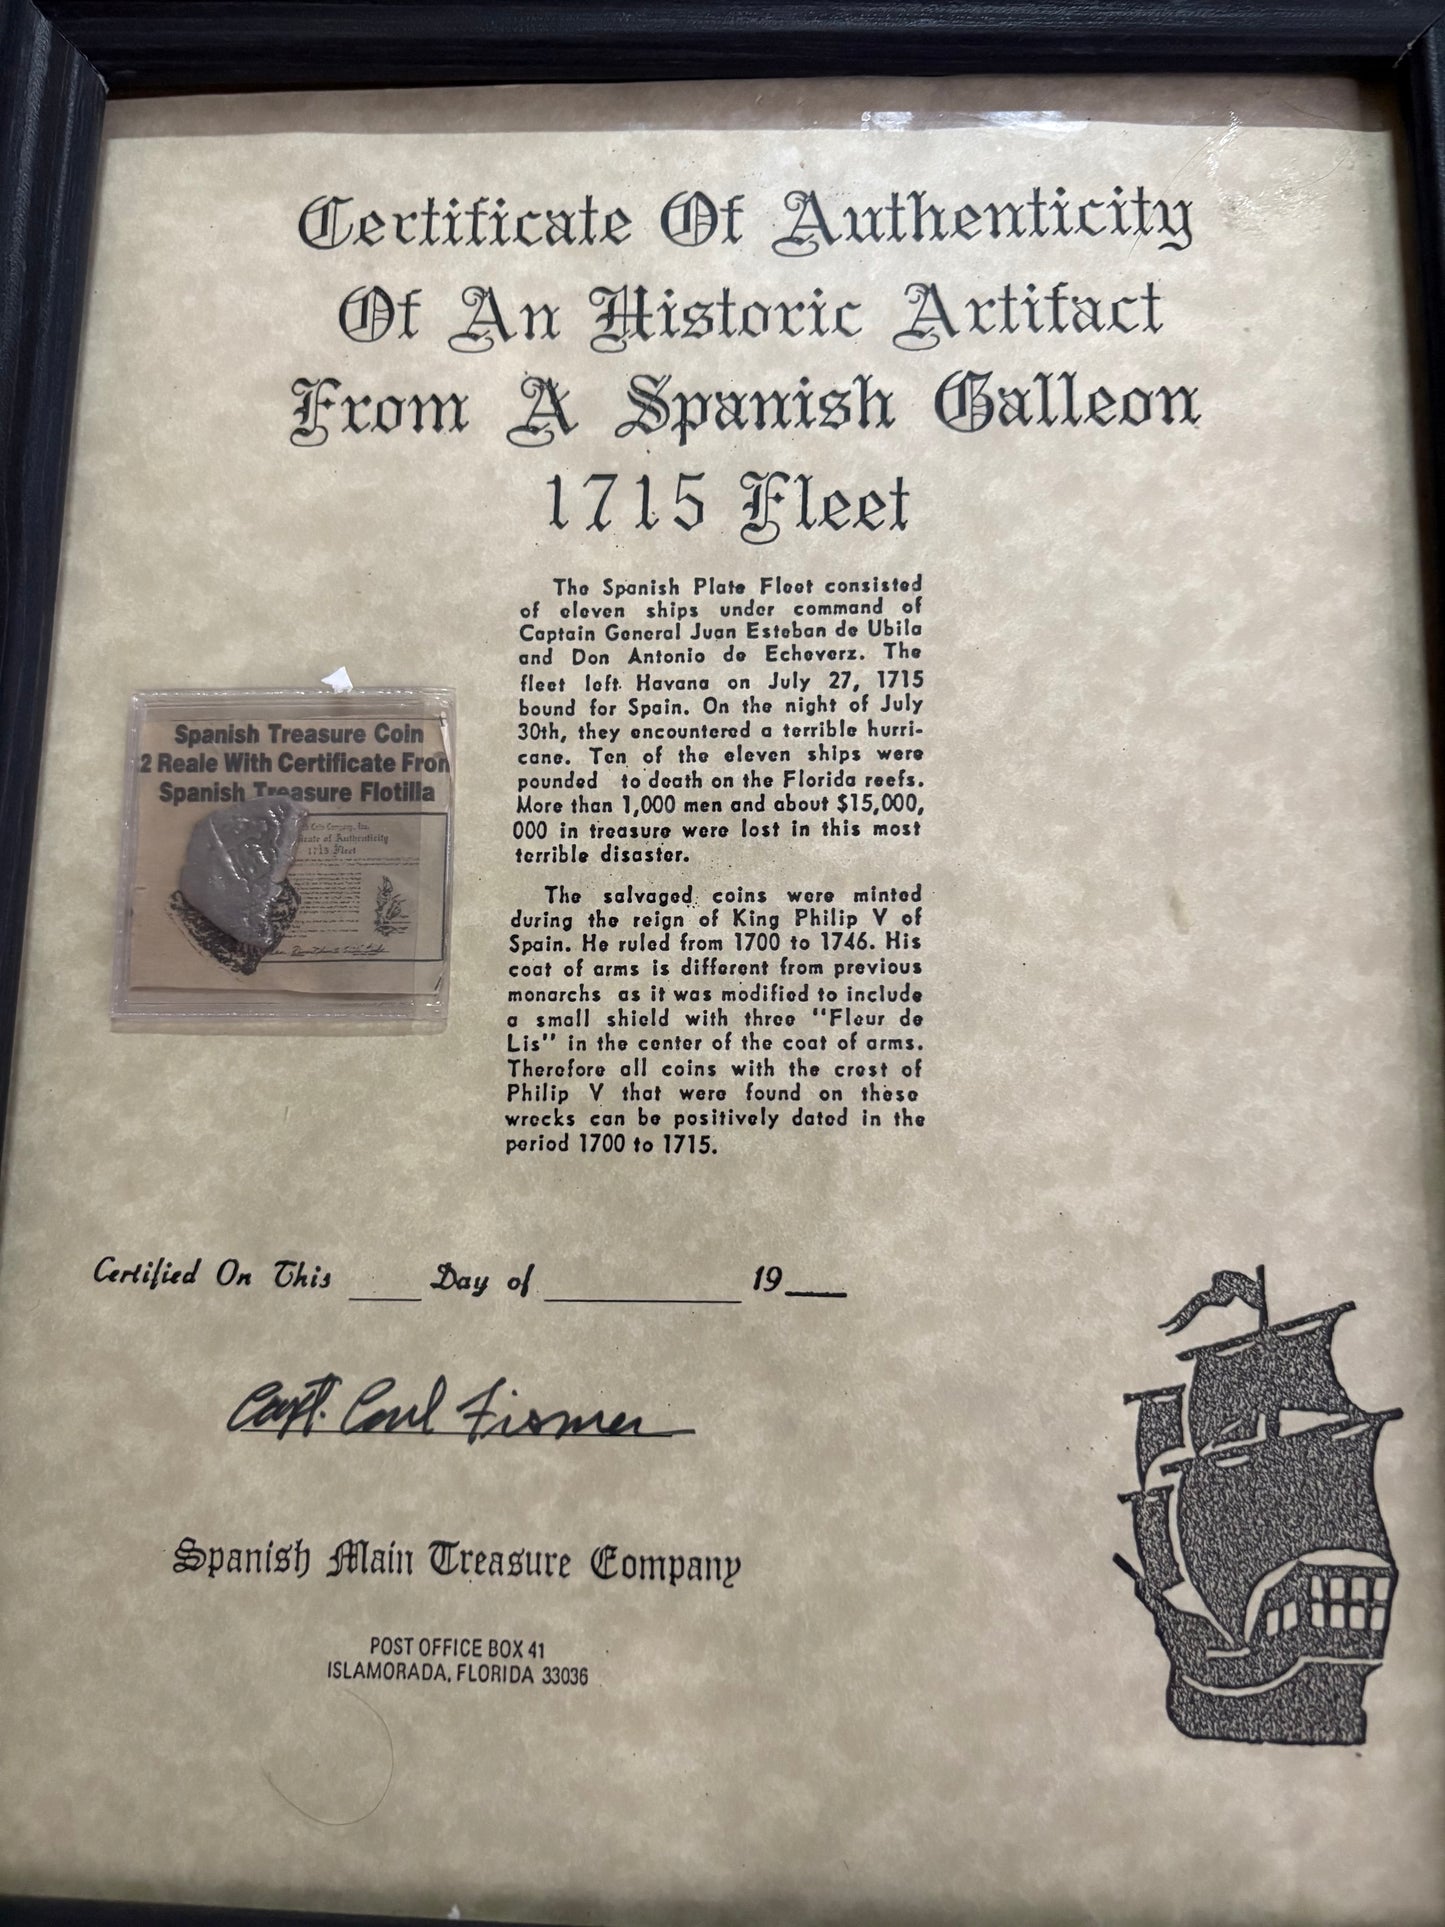 Certificate Of Authenticity
Of An Historic Artifact
From A Spanish Galleon
1715 Fleet
The Spanish Plate Fleet consisted
of eleven ships under command of
Captain General Juan Esteban de Ubila
and Don Antonio de Echeverz. The
fleet left Havana on July 27, 1715
bound for Spain. On the night of July
30th, they encountered a terrible hurri-
cane. Ten of the eleven ships were
pounded to death on the Florida reefs.
More than 1,000 men and about $15,000,
000 in treasure were lost in this most
terrible disaster.
The salvaged coins were minted
during the reign of King Philip V of
Spain. He ruled from 1700 to 1746. His
coat of arms is different from previous
monarchs as it was modified to include
a small shield with three "Fleur de
Lis" in the center of the coat of arms.
Therefore all coins with the crest of
Philip V that were found on these
wrecks can be positively dated in the
period 1700 to 1715.
Spanish Treasure Coin
2 Reale With Certificate From
Spanish Treasure Flotilla
Coin Company, Inc.
of Authenticity
1715 Fleet
Certified On This ____ Day of ____ 19__
Capt. Carl Fismer
Spanish Main Treasure Company
POST OFFICE BOX 41
ISLAMORADA, FLORIDA 33036